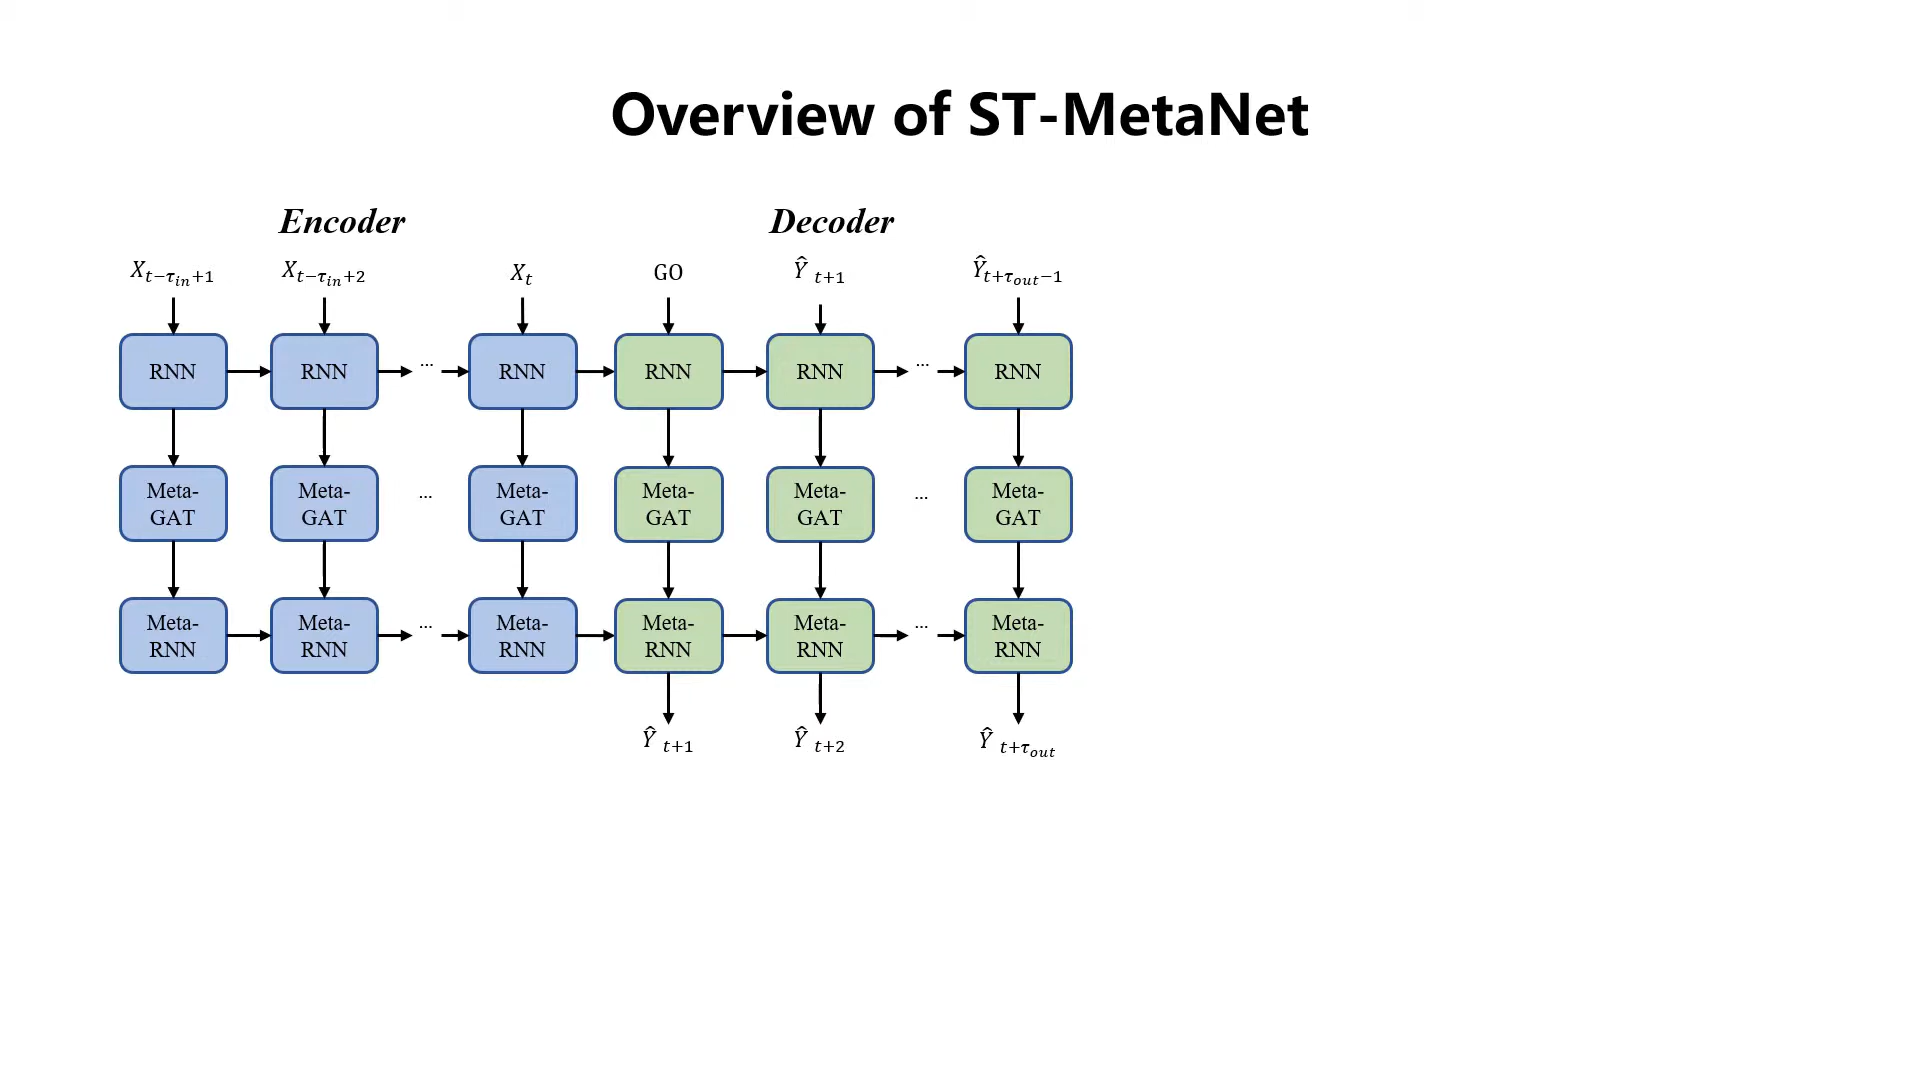 Overview of ST-MetaNet
Encoder
Decoder
X_{t−τ_{in}+1}
X_{t−τ_{in}+2}
X_t
GO
Ŷ_{t+1}
Ŷ_{t+τ_{out}−1}
RNN
RNN
...
RNN
RNN
RNN
...
RNN
Meta-
GAT
Meta-
GAT
...
Meta-
GAT
Meta-
GAT
Meta-
GAT
...
Meta-
GAT
Meta-
RNN
Meta-
RNN
...
Meta-
RNN
Meta-
RNN
Meta-
RNN
...
Meta-
RNN
Ŷ_{t+1}
Ŷ_{t+2}
Ŷ_{t+τ_{out}}